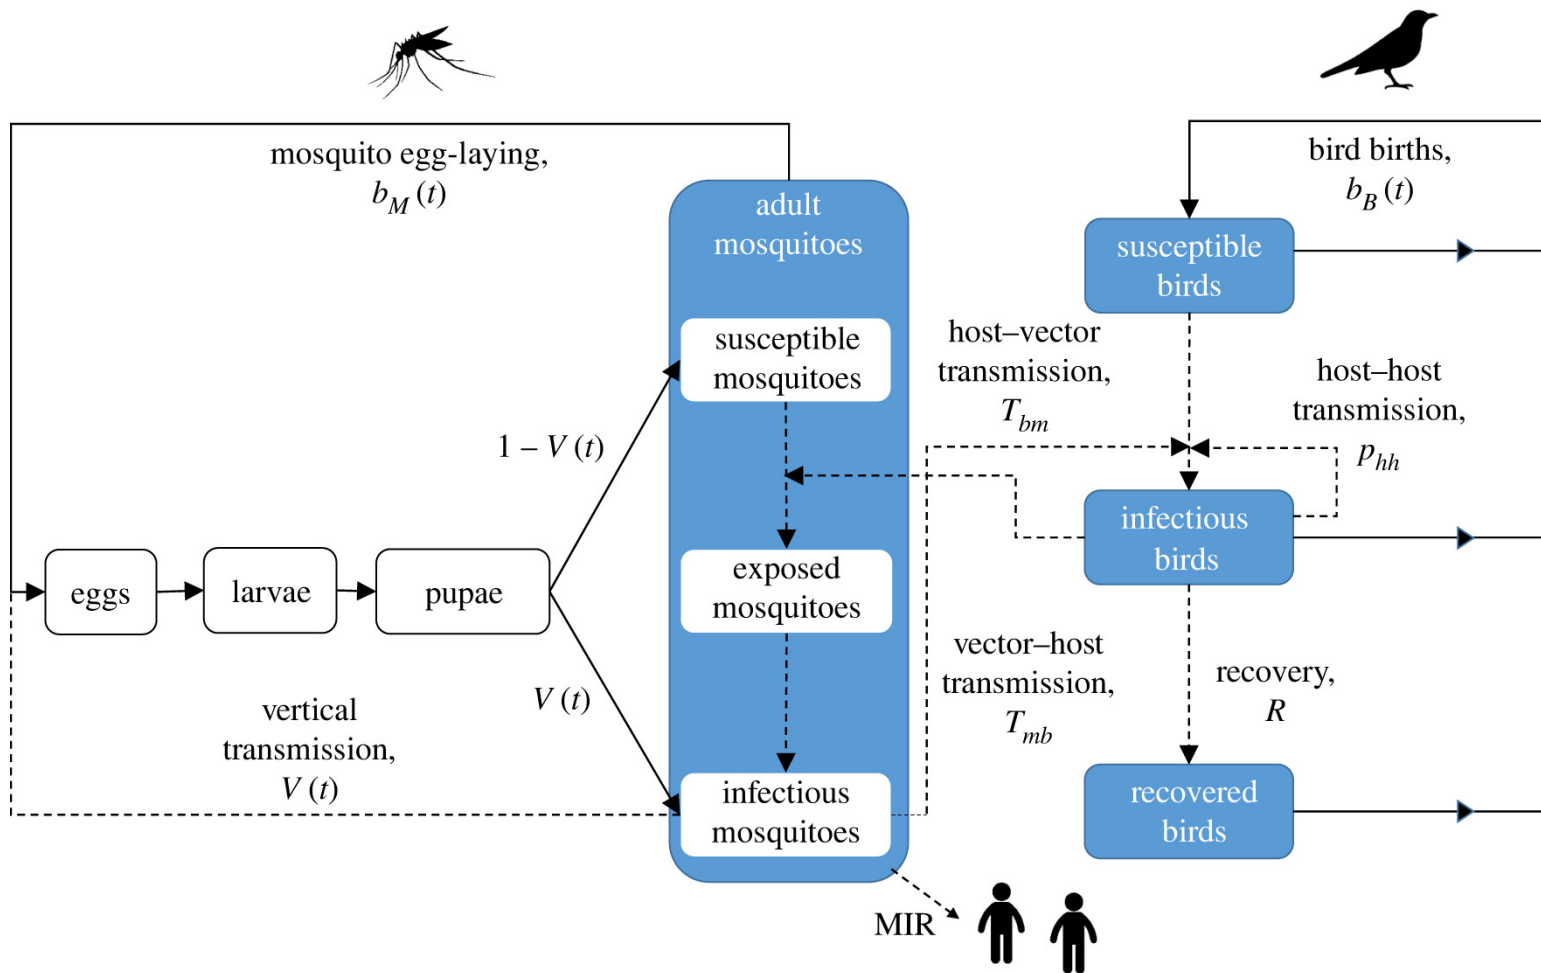 mosquito egg-laying,
b_M (t)
bird births,
b_B (t)
adult
mosquitoes
susceptible
birds
susceptible
mosquitoes
host–vector
transmission,
T_bm
host–host
transmission,
p_hh
1 – V (t)
infectious
birds
eggs
larvae
pupae
exposed
mosquitoes
vector–host
transmission,
T_mb
recovery,
R
V (t)
vertical
transmission,
V (t)
infectious
mosquitoes
recovered
birds
MIR